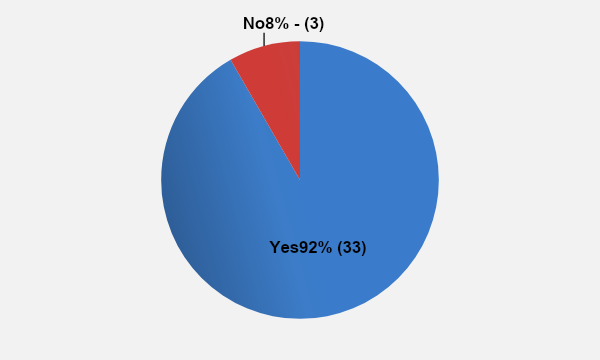 No8% - (3)
Yes92% (33)